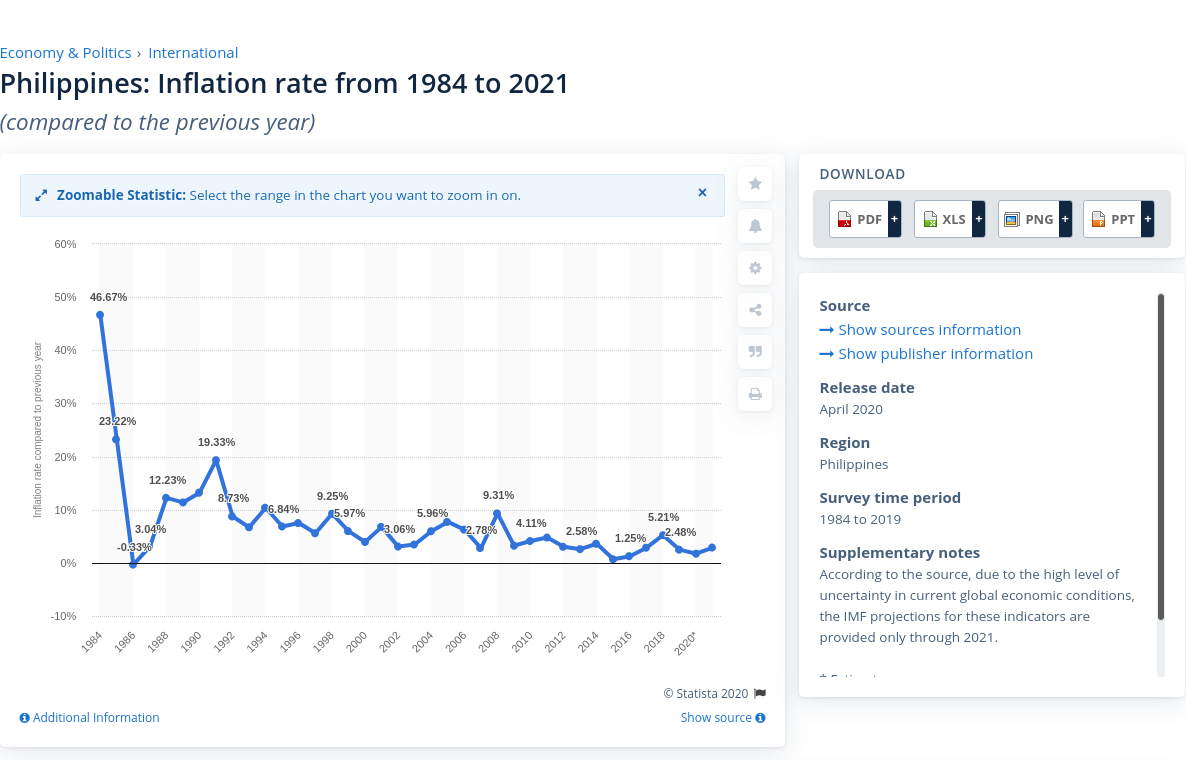 Economy & Politics › International
Philippines: Inflation rate from 1984 to 2021
(compared to the previous year)
Zoomable Statistic: Select the range in the chart you want to zoom in on. ×
60%
50%
40%
30%
20%
10%
0%
-10%
Inflation rate compared to previous year
46.67%
23.22%
-0.33%
3.04%
12.23%
19.33%
8.73%
6.84%
9.25%
5.97%
3.06%
5.96%
2.78%
9.31%
4.11%
2.58%
1.25%
5.21%
2.48%
1984
1986
1988
1990
1992
1994
1996
1998
2000
2002
2004
2006
2008
2010
2012
2014
2016
2018
2020*
© Statista 2020
Additional Information
Show source
DOWNLOAD
PDF + XLS + PNG + PPT +
Source
Show sources information
Show publisher information
Release date
April 2020
Region
Philippines
Survey time period
1984 to 2019
Supplementary notes
According to the source, due to the high level of
uncertainty in current global economic conditions,
the IMF projections for these indicators are
provided only through 2021.